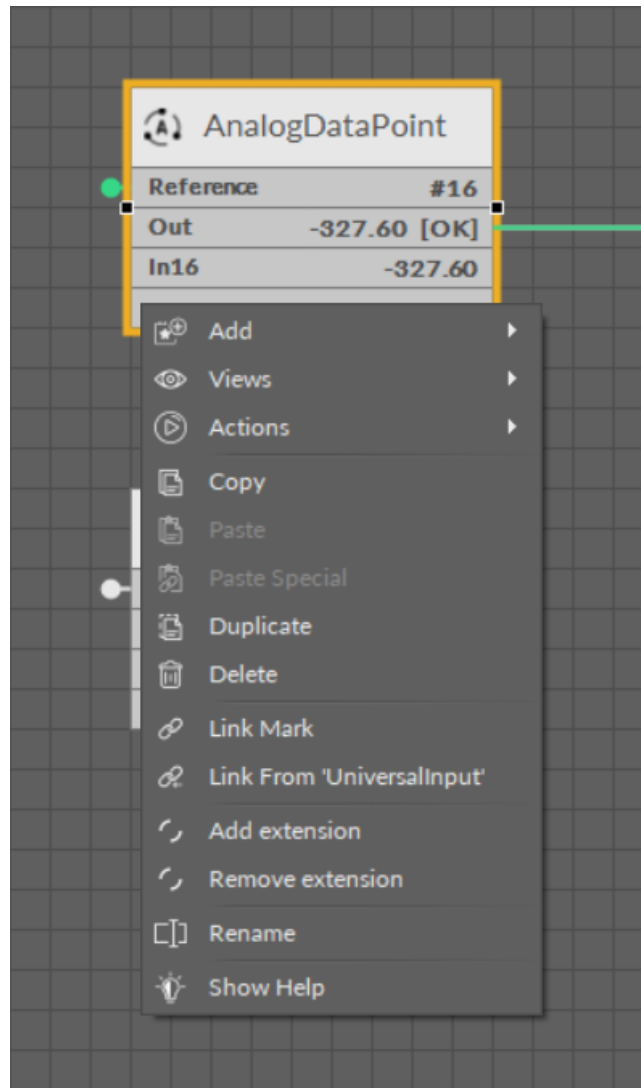 AnalogDataPoint
Reference #16
Out -327.60 [OK]
In16 -327.60
Add
Views
Actions
Copy
Paste
Paste Special
Duplicate
Delete
Link Mark
Link From 'UniversalInput'
Add extension
Remove extension
Rename
Show Help